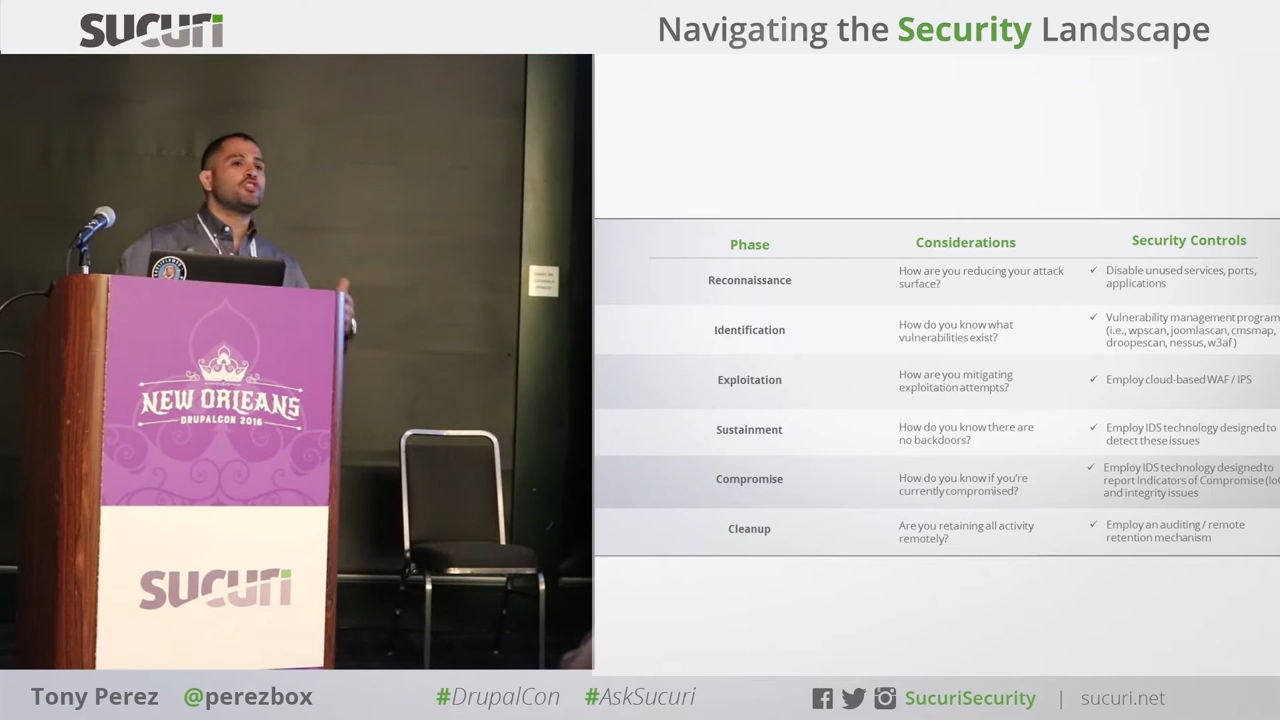 sucuri
Navigating the Security Landscape
NEW ORLEANS
DRUPALCON 2016
sucuri
Phase Considerations Security Controls
Reconnaissance
How are you reducing your attack
surface?
✓ Disable unused services, ports,
applications
Identification
How do you know what
vulnerabilities exist?
✓ Vulnerability management program
(i.e., wpscan, joomlascan, cmsmap,
droopescan, nessus, w3af)
Exploitation
How are you mitigating
exploitation attempts?
✓ Employ cloud-based WAF / IPS
Sustainment
How do you know there are
no backdoors?
✓ Employ IDS technology designed to
detect these issues
Compromise
How do you know if you're
currently compromised?
✓ Employ IDS technology designed to
report Indicators of Compromise
and integrity issues
Cleanup
Are you retaining all activity
remotely?
✓ Employ an auditing / remote
retention mechanism
Tony Perez @perezbox #DrupalCon #AskSucuri SucuriSecurity | sucuri.net